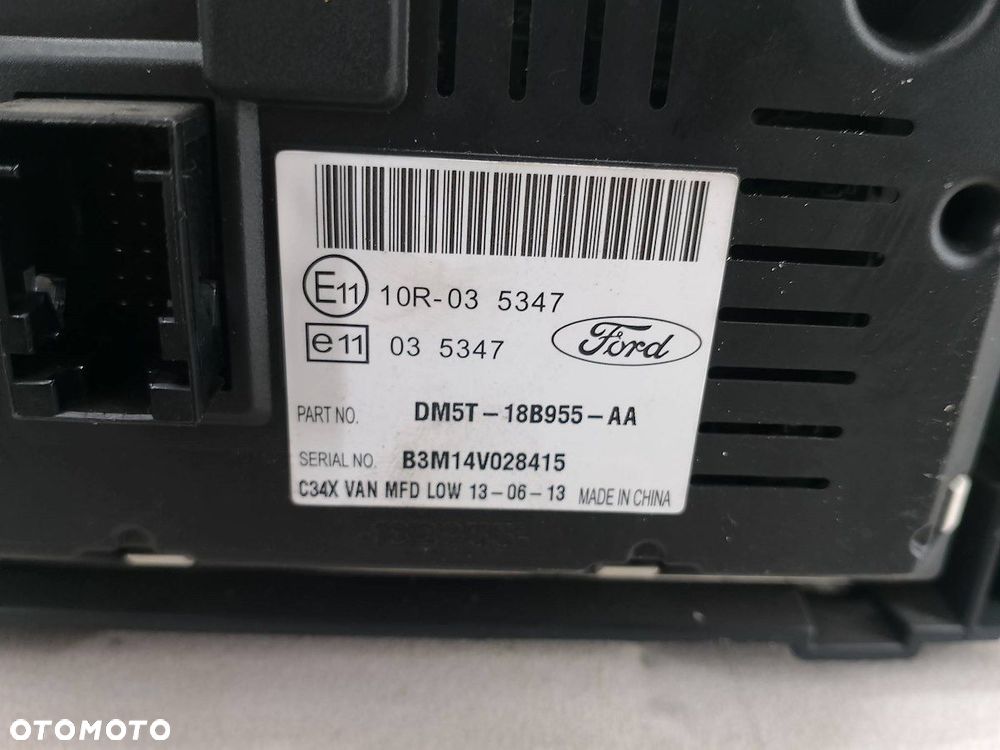 E11 10R-03 5347
e11 03 5347
Ford
PART NO. DM5T-18B955-AA
SERIAL NO. B3M14V028415
C34X VAN MFD LOW 13-06-13 MADE IN CHINA
OTOMOTO